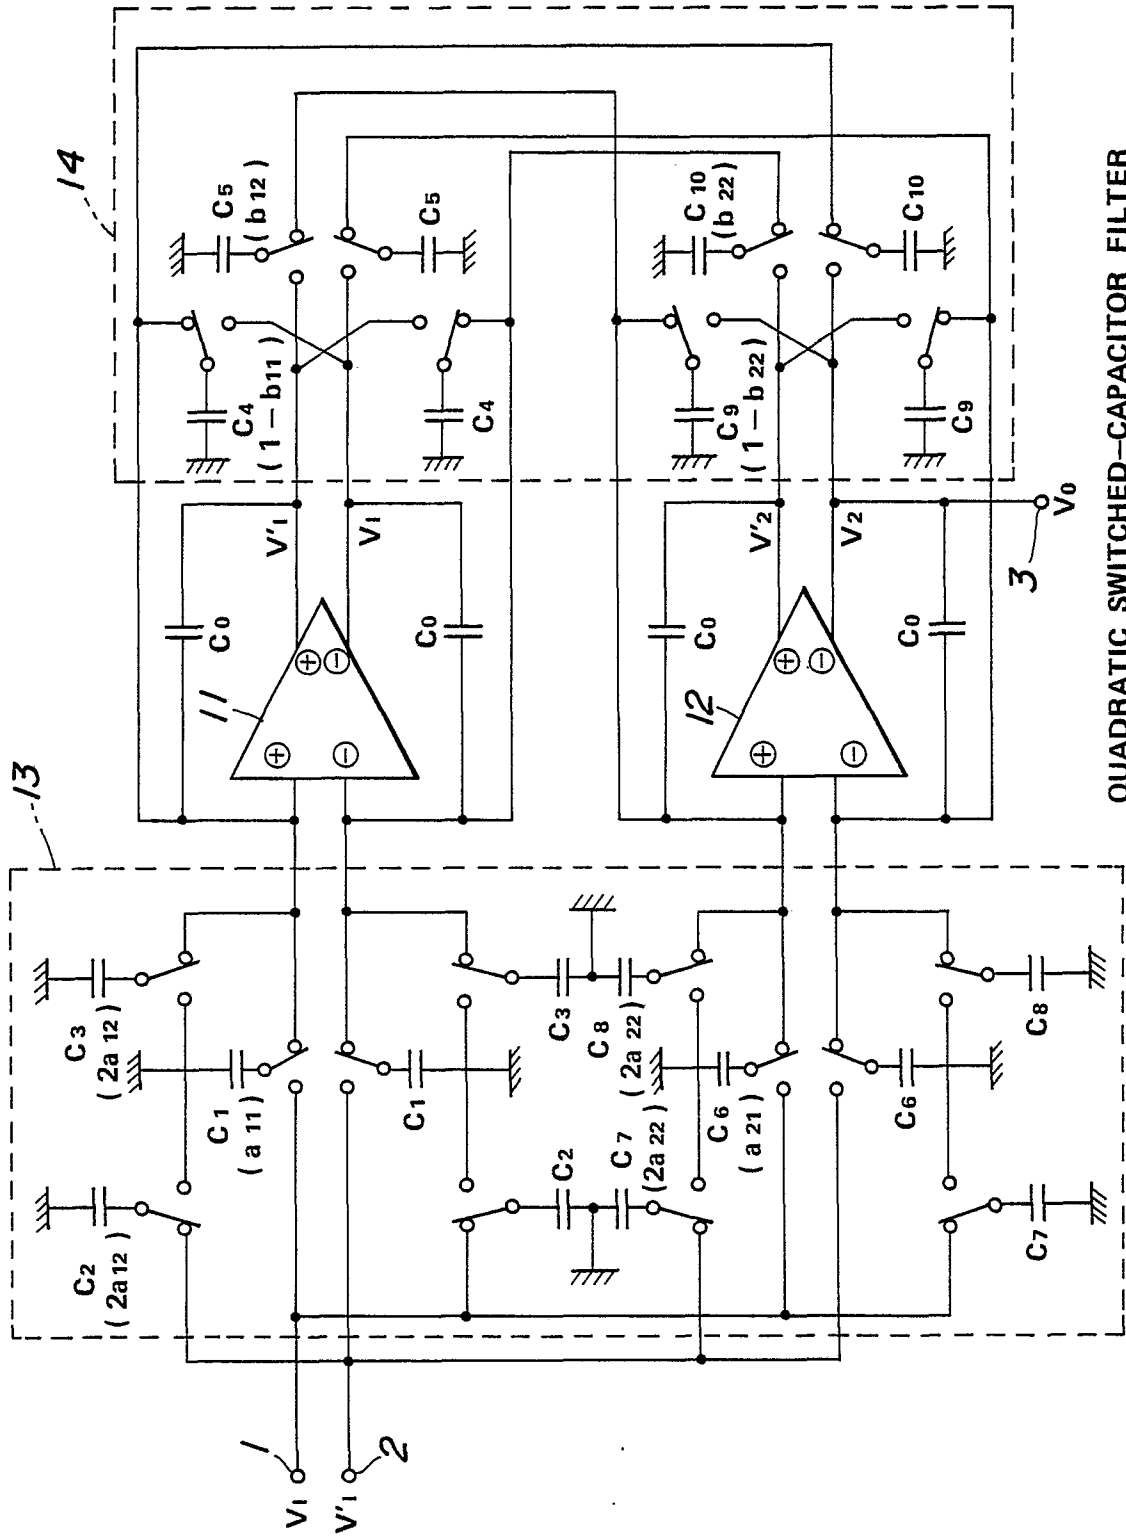 13
14
C3
(2a12)
C2
(2a12)
C1
(a11)
C1
C3
C2
C8
(2a22)
C7
(2a22)
C6
(a21)
C6
C8
C7
1
VI
V'I
2
11
C0
C0
V'1
V1
C4
(1-b11)
C4
C5
(b12)
C5
12
C0
C0
V'2
V2
C9
(1-b22)
C9
C10
(b22)
C10
3
V0
QUADRATIC SWITCHED-CAPACITOR FILTER